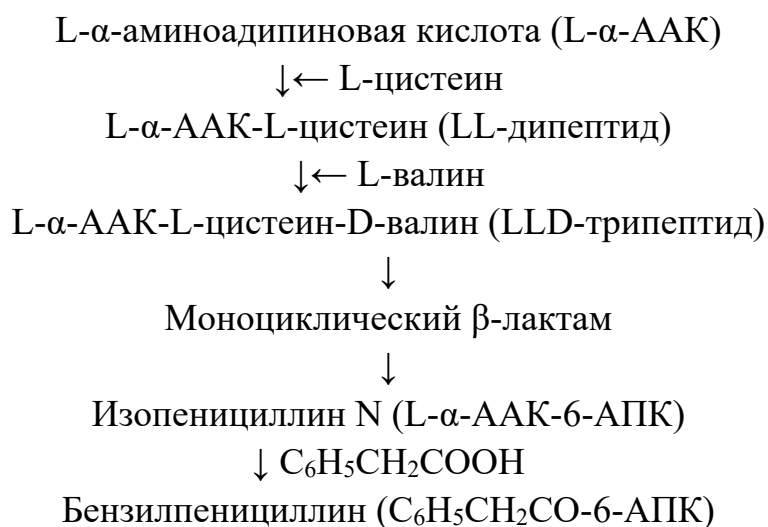 L-α-аминоадипиновая кислота (L-α-ААК)
↓← L-цистеин
L-α-ААК-L-цистеин (LL-дипептид)
↓← L-валин
L-α-ААК-L-цистеин-D-валин (LLD-трипептид)
↓
Моноциклический β-лактам
↓
Изопенициллин N (L-α-ААК-6-АПК)
↓ C₆H₅CH₂COOH
Бензилпенициллин (C₆H₅CH₂CO-6-АПК)